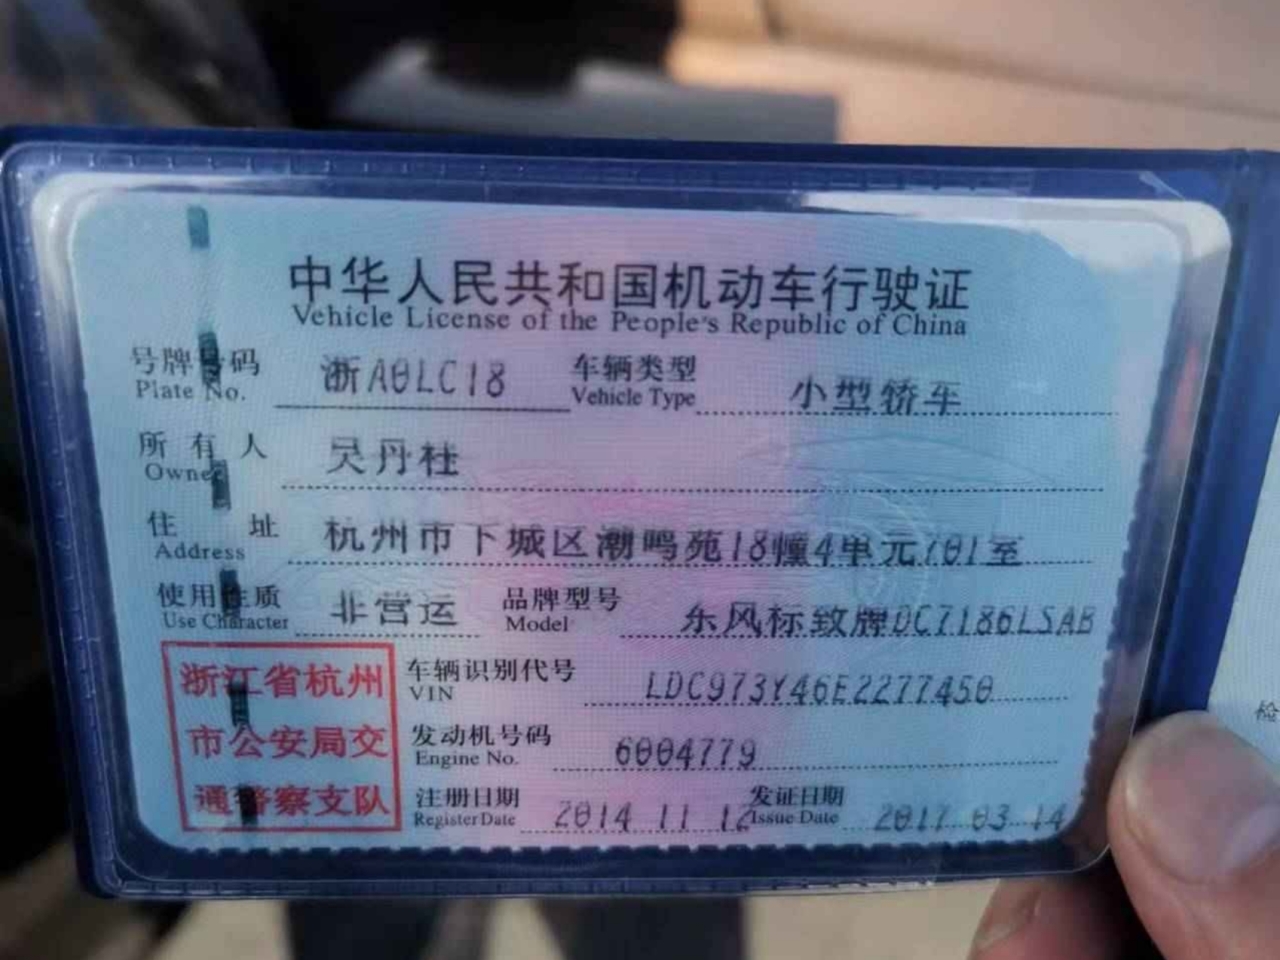 中华人民共和国机动车行驶证
Vehicle License of the People's Republic of China
号牌号码 浙A0LC18 车辆类型 小型轿车
Plate No. Vehicle Type
所有人 吴丹桂
Owner
住址 杭州市下城区潮鸣苑18幢4单元701室
Address
使用性质 非营运 品牌型号 东风标致牌DC7186LSAB
Use Character Model
浙江省杭州 车辆识别代号 LDC973Y46E2277450
VIN
市公安局交 发动机号码 6004779
Engine No.
通警察支队 注册日期 2014 11 12 发证日期 2017 03 14
Register Date Issue Date
检